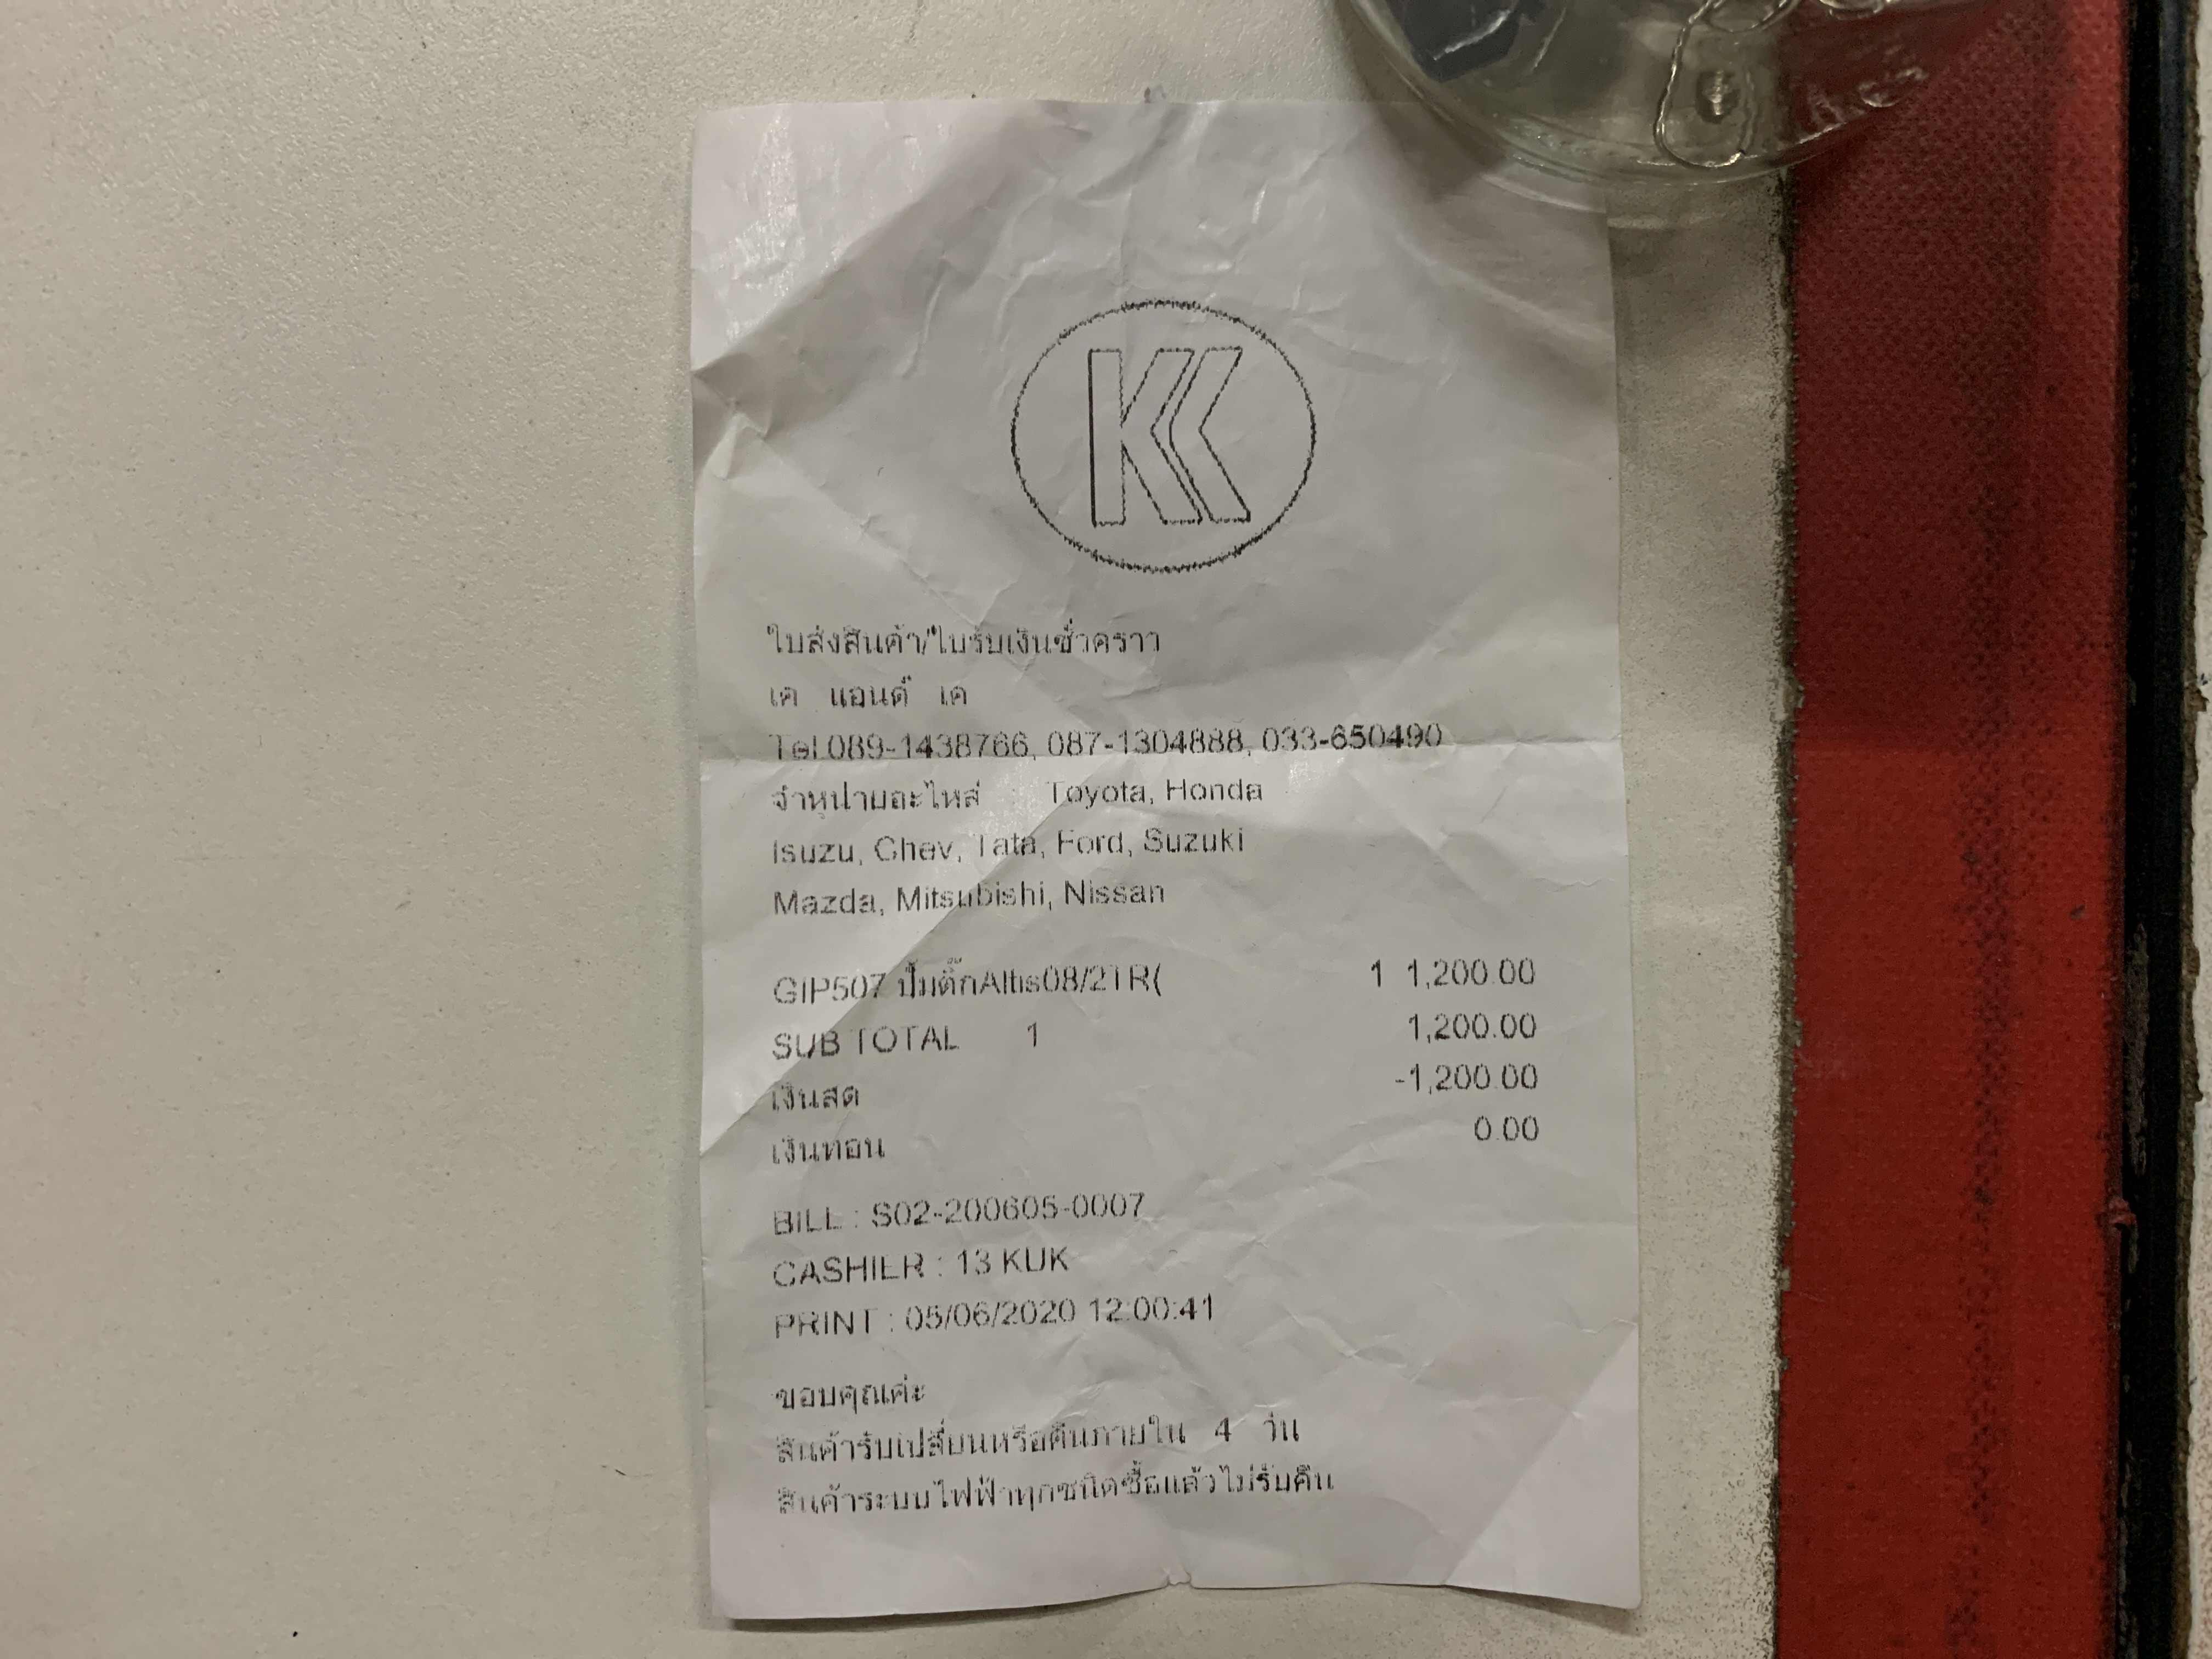 KK
ใบส่งสินค้า/ใบรับเงินชั่วคราว
เค แอนด์ เค
Tel.089-1438766, 087-1304888, 033-650490
จำหน่ายอะไหล่ : Toyota, Honda
Isuzu, Chev, Tata, Ford, Suzuki
Mazda, Mitsubishi, Nissan
GIP507 ปั๊มติ๊กAltis08/2TR( 1 1,200.00
SUB TOTAL 1 1,200.00
เงินสด -1,200.00
เงินทอน 0.00
BILL : S02-200605-0007
CASHIER : 13 KUK
PRINT : 05/06/2020 12:00:41
ขอบคุณค่ะ
สินค้ารับเปลี่ยนหรือคืนภายใน 4 วัน
สินค้าระบบไฟฟ้าทุกชนิดซื้อแล้วไม่รับคืน